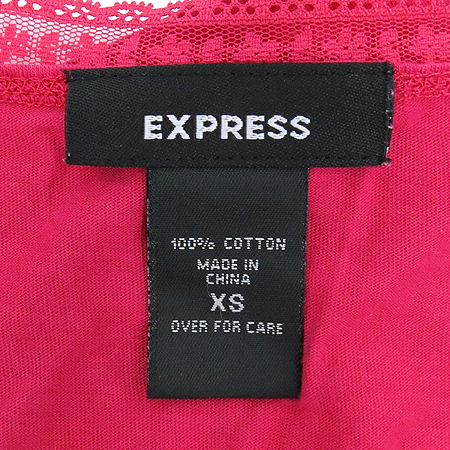 EXPRESS
100% COTTON
MADE IN
CHINA
XS
OVER FOR CARE